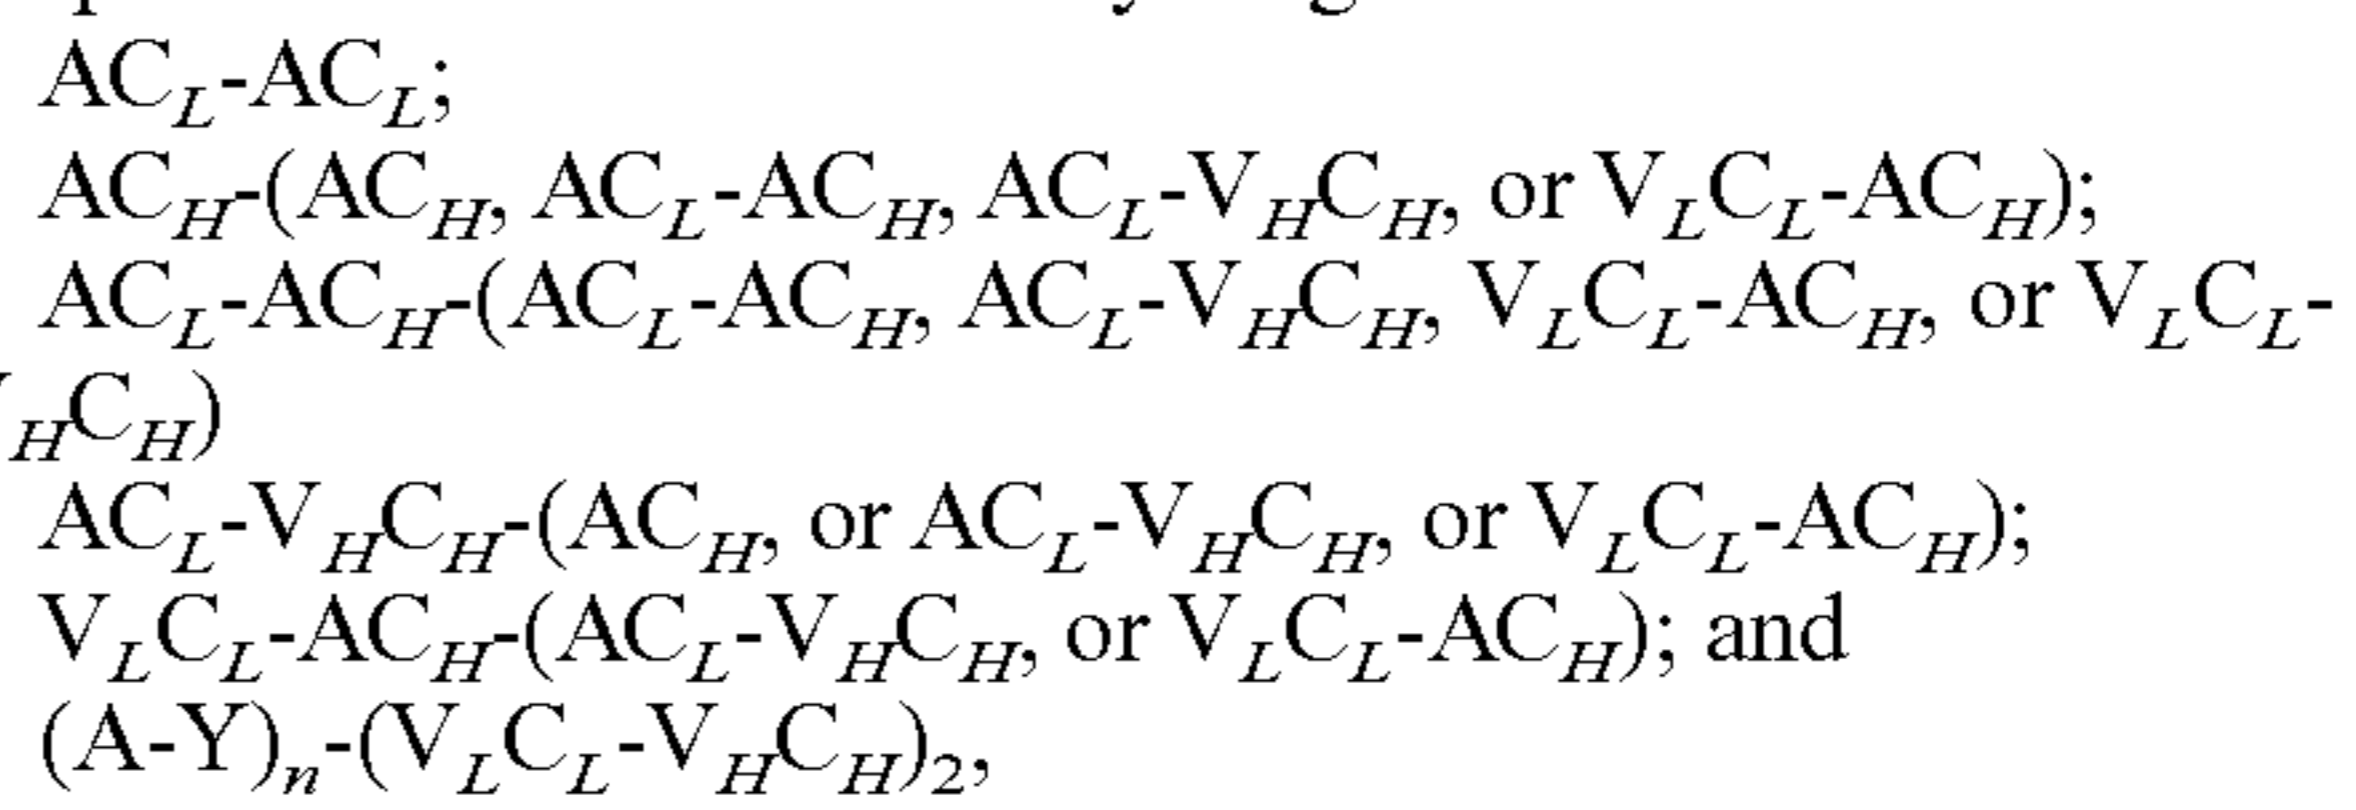 AC_L-AC_L;
AC_H-(AC_H, AC_L-AC_H, AC_L-V_HC_H, or V_LC_L-AC_H);
AC_L-AC_H-(AC_L-AC_H, AC_L-V_HC_H, V_LC_L-AC_H, or V_LC_L-
_HC_H)
AC_L-V_HC_H-(AC_H, or AC_L-V_HC_H, or V_LC_L-AC_H);
V_LC_L-AC_H-(AC_L-V_HC_H, or V_LC_L-AC_H); and
(A-Y)_n-(V_LC_L-V_HC_H)_2,